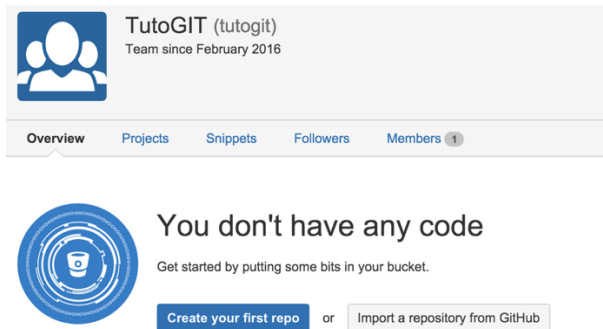 TutoGIT (tutogit)
Team since February 2016
Overview Projects Snippets Followers Members 1
You don't have any code
Get started by putting some bits in your bucket.
Create your first repo or Import a repository from GitHub